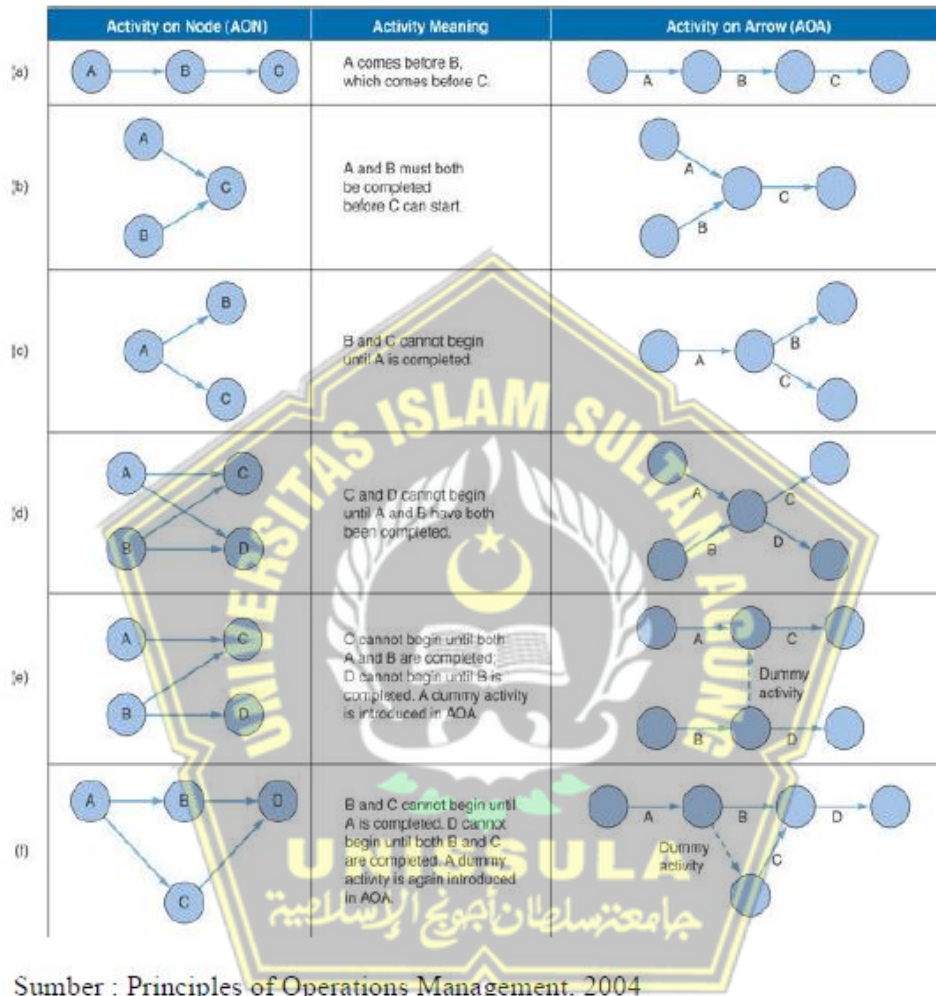 Activity on Node (AON) Activity Meaning Activity on Arrow (AOA)
(a) A B C
A comes before B,
which comes before C.
A B C
(b) A B C
A and B must both
be completed
before C can start.
A B C
(c) A B C
B and C cannot begin
until A is completed.
A B C
(d) A B C D
C and D cannot begin
until A and B have both
been completed.
A B C D
(e) A B C D
C cannot begin until both
A and B are completed;
D cannot begin until B is
completed. A dummy activity
is introduced in AOA.
A C
Dummy
activity
B D
(f) A B D C
B and C cannot begin until
A is completed. D cannot
begin until both B and C
are completed. A dummy
activity is again introduced
in AOA.
A B D
Dummy
activity
C
UNIVERSITAS ISLAM SULTAN AGUNG
UNISSULA
جامعة سلطان أجونج الإسلامية
Sumber : Principles of Operations Management, 2004